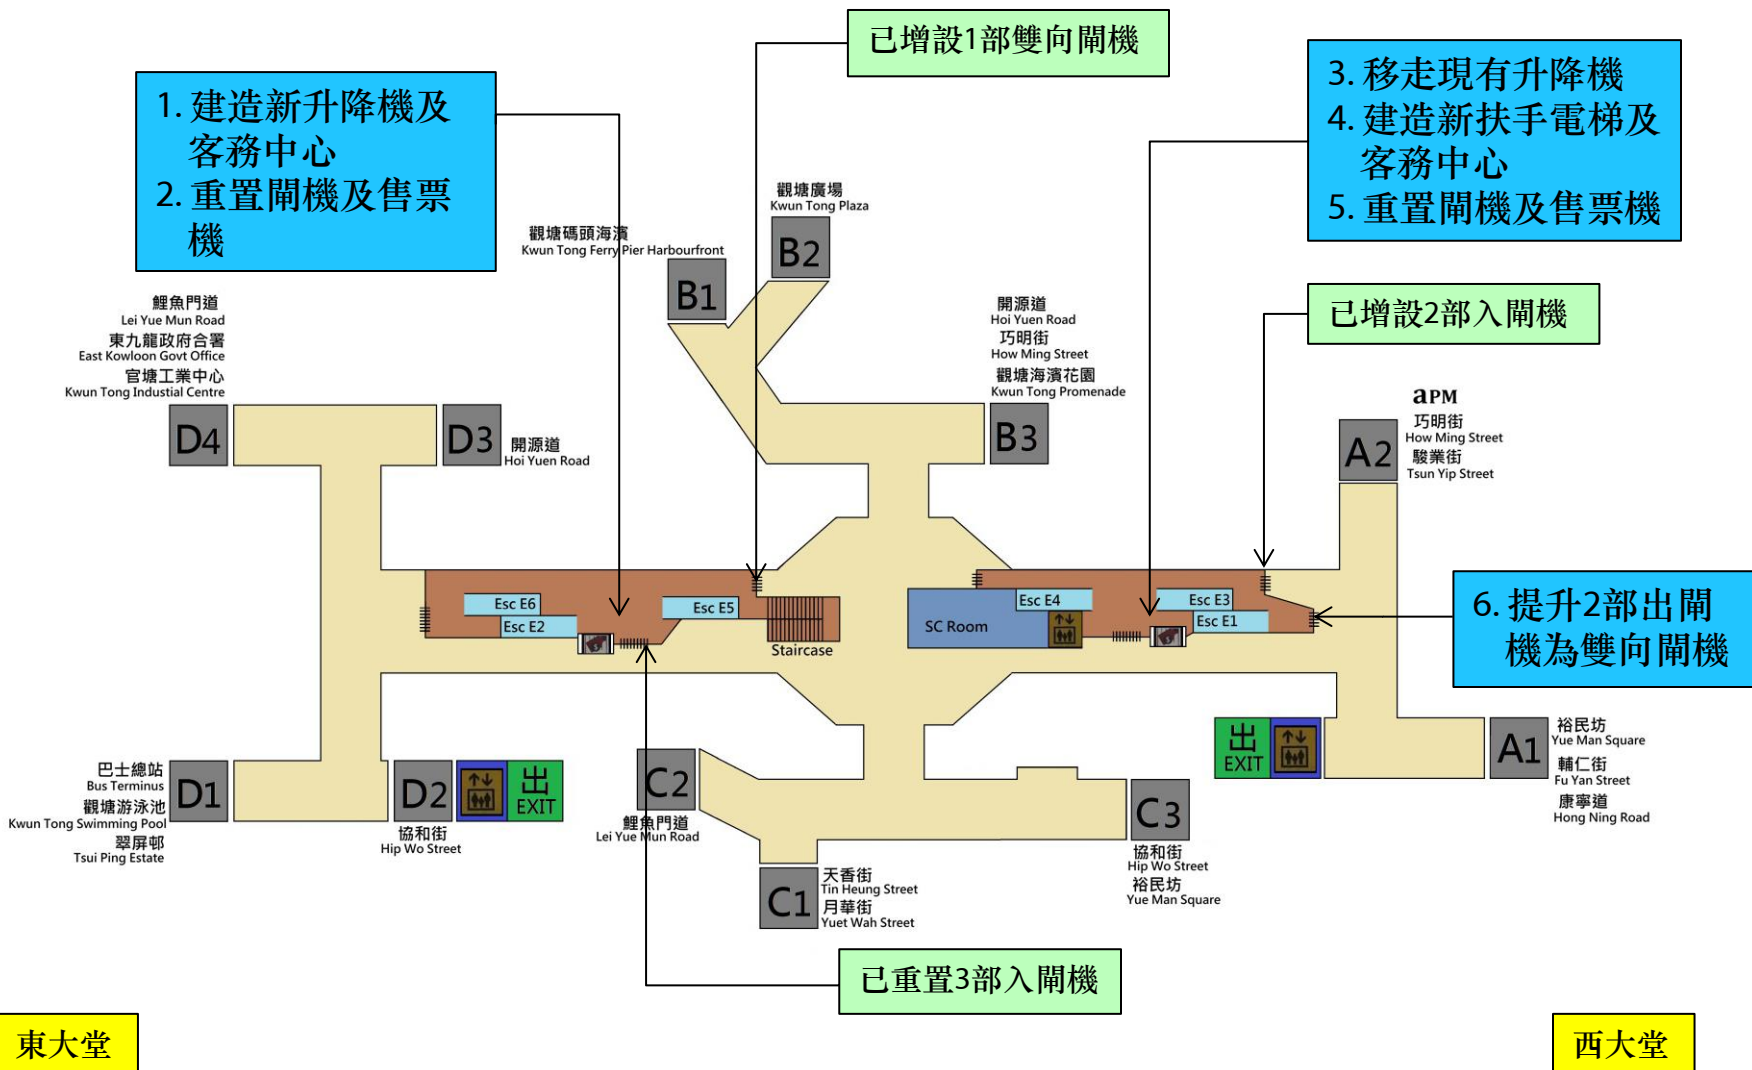 已增設1部雙向閘機
1. 建造新升降機及
客務中心
2. 重置閘機及售票
機
3. 移走現有升降機
4. 建造新扶手電梯及
客務中心
5. 重置閘機及售票機
觀塘廣場
Kwun Tong Plaza
B2
觀塘碼頭海濱
Kwun Tong Ferry Pier Harbourfront
B1
鯉魚門道
Lei Yue Mun Road
東九龍政府合署
East Kowloon Govt Office
官塘工業中心
Kwun Tong Industial Centre
D4
D3
開源道
Hoi Yuen Road
開源道
Hoi Yuen Road
巧明街
How Ming Street
觀塘海濱花園
Kwun Tong Promenade
B3
已增設2部入閘機
aPM
巧明街
How Ming Street
駿業街
Tsun Yip Street
A2
Esc E6
Esc E2
Esc E5
Staircase
SC Room
Esc E4
Esc E3
Esc E1
6. 提升2部出閘
機為雙向閘機
巴士總站
Bus Terminus
觀塘游泳池
Kwun Tong Swimming Pool
翠屏邨
Tsui Ping Estate
D1
D2
出
EXIT
協和街
Hip Wo Street
C2
鯉魚門道
Lei Yue Mun Road
C1
天香街
Tin Heung Street
月華街
Yuet Wah Street
C3
協和街
Hip Wo Street
裕民坊
Yue Man Square
出
EXIT
A1
裕民坊
Yue Man Square
輔仁街
Fu Yan Street
康寧道
Hong Ning Road
已重置3部入閘機
東大堂
西大堂